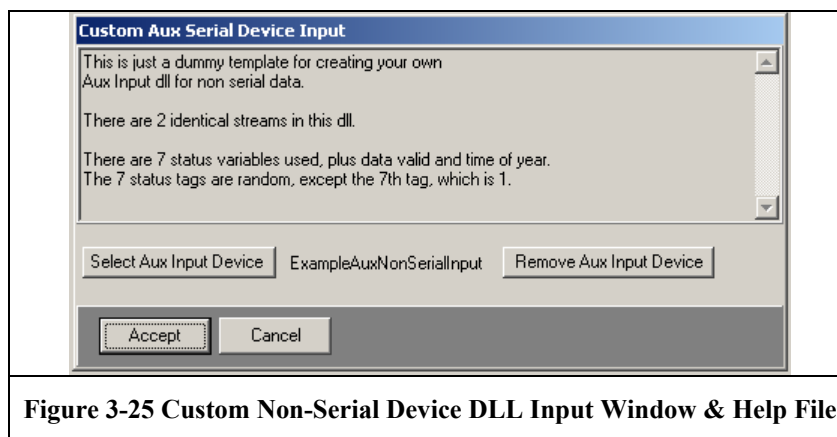 Custom Aux Serial Device Input
This is just a dummy template for creating your own
Aux Input dll for non serial data.
There are 2 identical streams in this dll.
There are 7 status variables used, plus data valid and time of year.
The 7 status tags are random, except the 7th tag, which is 1.
Select Aux Input Device ExampleAuxNonSerialInput Remove Aux Input Device
Accept Cancel
Figure 3-25 Custom Non-Serial Device DLL Input Window & Help File